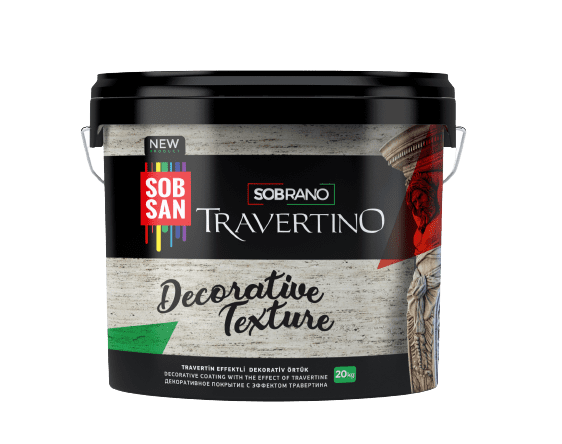 NEW
PRODUCT
SOB
SAN
SOBRANO
TRAVERTINO
Decorative
Texture
TRAVERTİN EFFEKTLİ DEKORATİV ÖRTÜK
DECORATIVE COATING WITH THE EFFECT OF TRAVERTINE
ДЕКОРАТИВНОЕ ПОКРЫТИЕ С ЭФФЕКТОМ ТРАВЕРТИНА
20kg